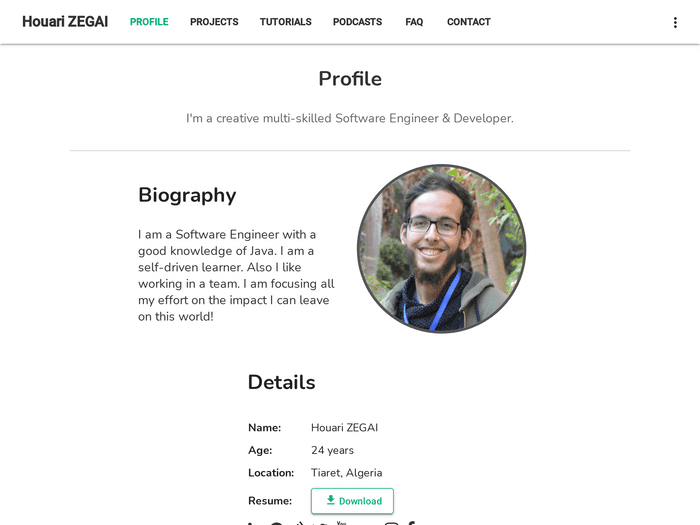 Houari ZEGAI PROFILE PROJECTS TUTORIALS PODCASTS FAQ CONTACT
Profile
I'm a creative multi-skilled Software Engineer & Developer.
Biography
I am a Software Engineer with a
good knowledge of Java. I am a
self-driven learner. Also I like
working in a team. I am focusing all
my effort on the impact I can leave
on this world!
Details
Name: Houari ZEGAI
Age: 24 years
Location: Tiaret, Algeria
Resume: Download